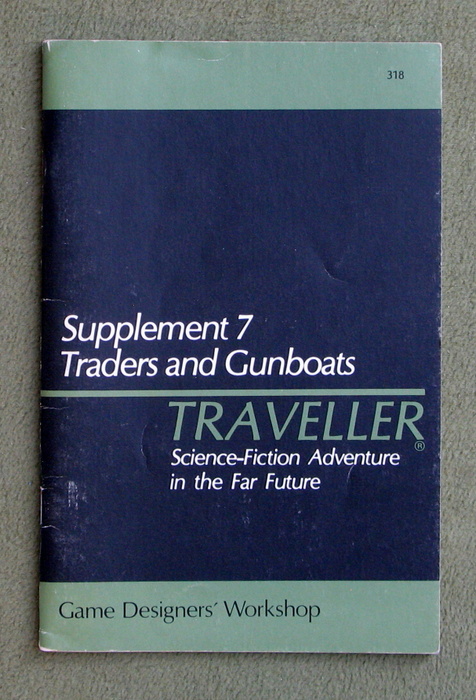 318
Supplement 7
Traders and Gunboats
TRAVELLER®
Science-Fiction Adventure
in the Far Future
Game Designers' Workshop